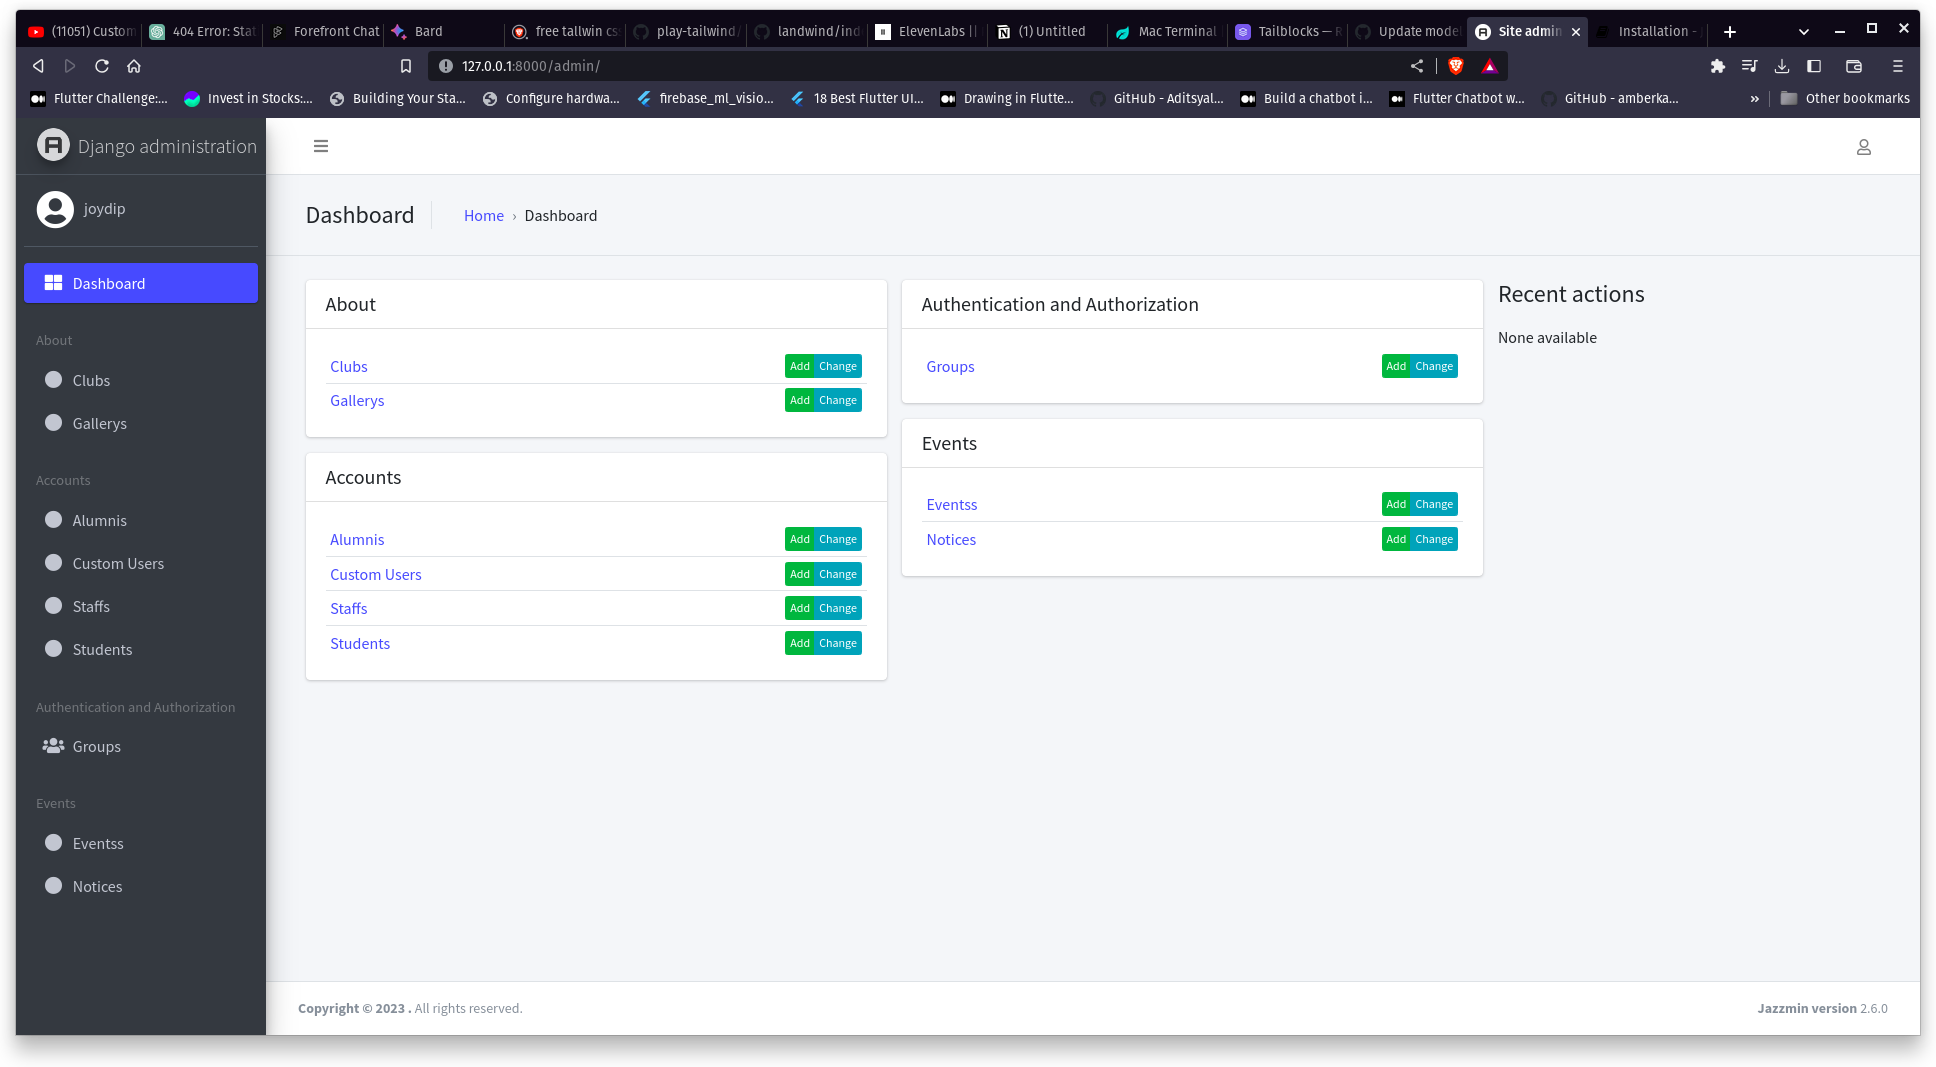 (11051) Custom
404 Error: Stat
Forefront Chat
Bard
free tallwin cs
play-tailwind/
landwind/ind
ElevenLabs ||
(1) Untitled
Mac Terminal
Tailblocks — R
Update model
Site admin
Installation -
127.0.0.1:8000/admin/
Flutter Challenge:...
Invest in Stocks:...
Building Your Sta...
Configure hardwa...
firebase_ml_visio...
18 Best Flutter UI...
Drawing in Flutte...
GitHub - Aditsyal...
Build a chatbot i...
Flutter Chatbot w...
GitHub - amberka...
»
Other bookmarks
Django administration
joydip
Dashboard
About
Clubs
Gallerys
Accounts
Alumnis
Custom Users
Staffs
Students
Authentication and Authorization
Groups
Events
Eventss
Notices
Dashboard
Home › Dashboard
About
Clubs Add Change
Gallerys Add Change
Accounts
Alumnis Add Change
Custom Users Add Change
Staffs Add Change
Students Add Change
Authentication and Authorization
Groups Add Change
Events
Eventss Add Change
Notices Add Change
Recent actions
None available
Copyright © 2023 . All rights reserved.
Jazzmin version 2.6.0